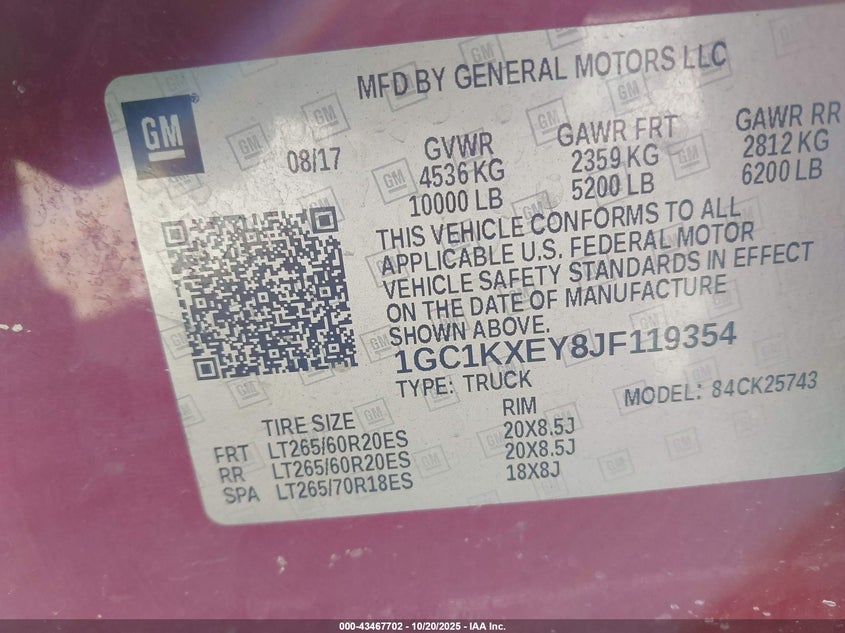 MFD BY GENERAL MOTORS LLC
GM
®
08/17
GVWR
4536 KG
10000 LB
GAWR FRT
2359 KG
5200 LB
GAWR RR
2812 KG
6200 LB
THIS VEHICLE CONFORMS TO ALL
APPLICABLE U.S. FEDERAL MOTOR
VEHICLE SAFETY STANDARDS IN EFFECT
ON THE DATE OF MANUFACTURE
SHOWN ABOVE.
1GC1KXEY8JF119354
TYPE: TRUCK
MODEL: 84CK25743
TIRE SIZE
RIM
FRT LT265/60R20ES 20X8.5J
RR LT265/60R20ES 20X8.5J
SPA LT265/70R18ES 18X8J
000-43467702 - 10/20/2025 - IAA Inc.